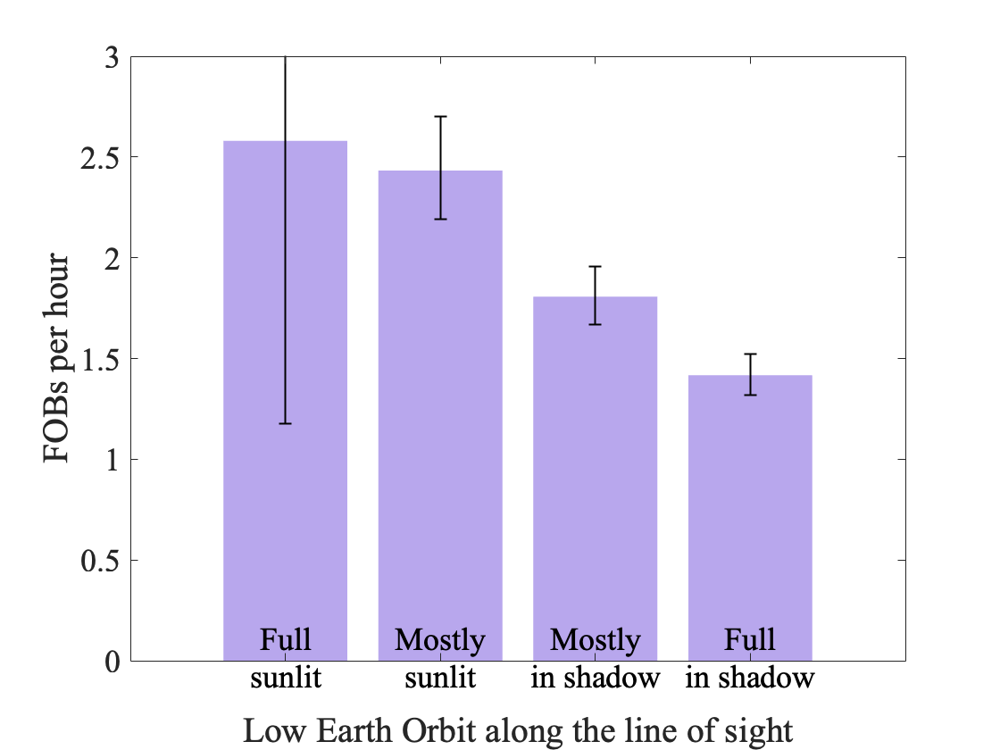 3
2.5
2
1.5
1
0.5
0
FOBs per hour
Full
sunlit
Mostly
sunlit
Mostly
in shadow
Full
in shadow
Low Earth Orbit along the line of sight